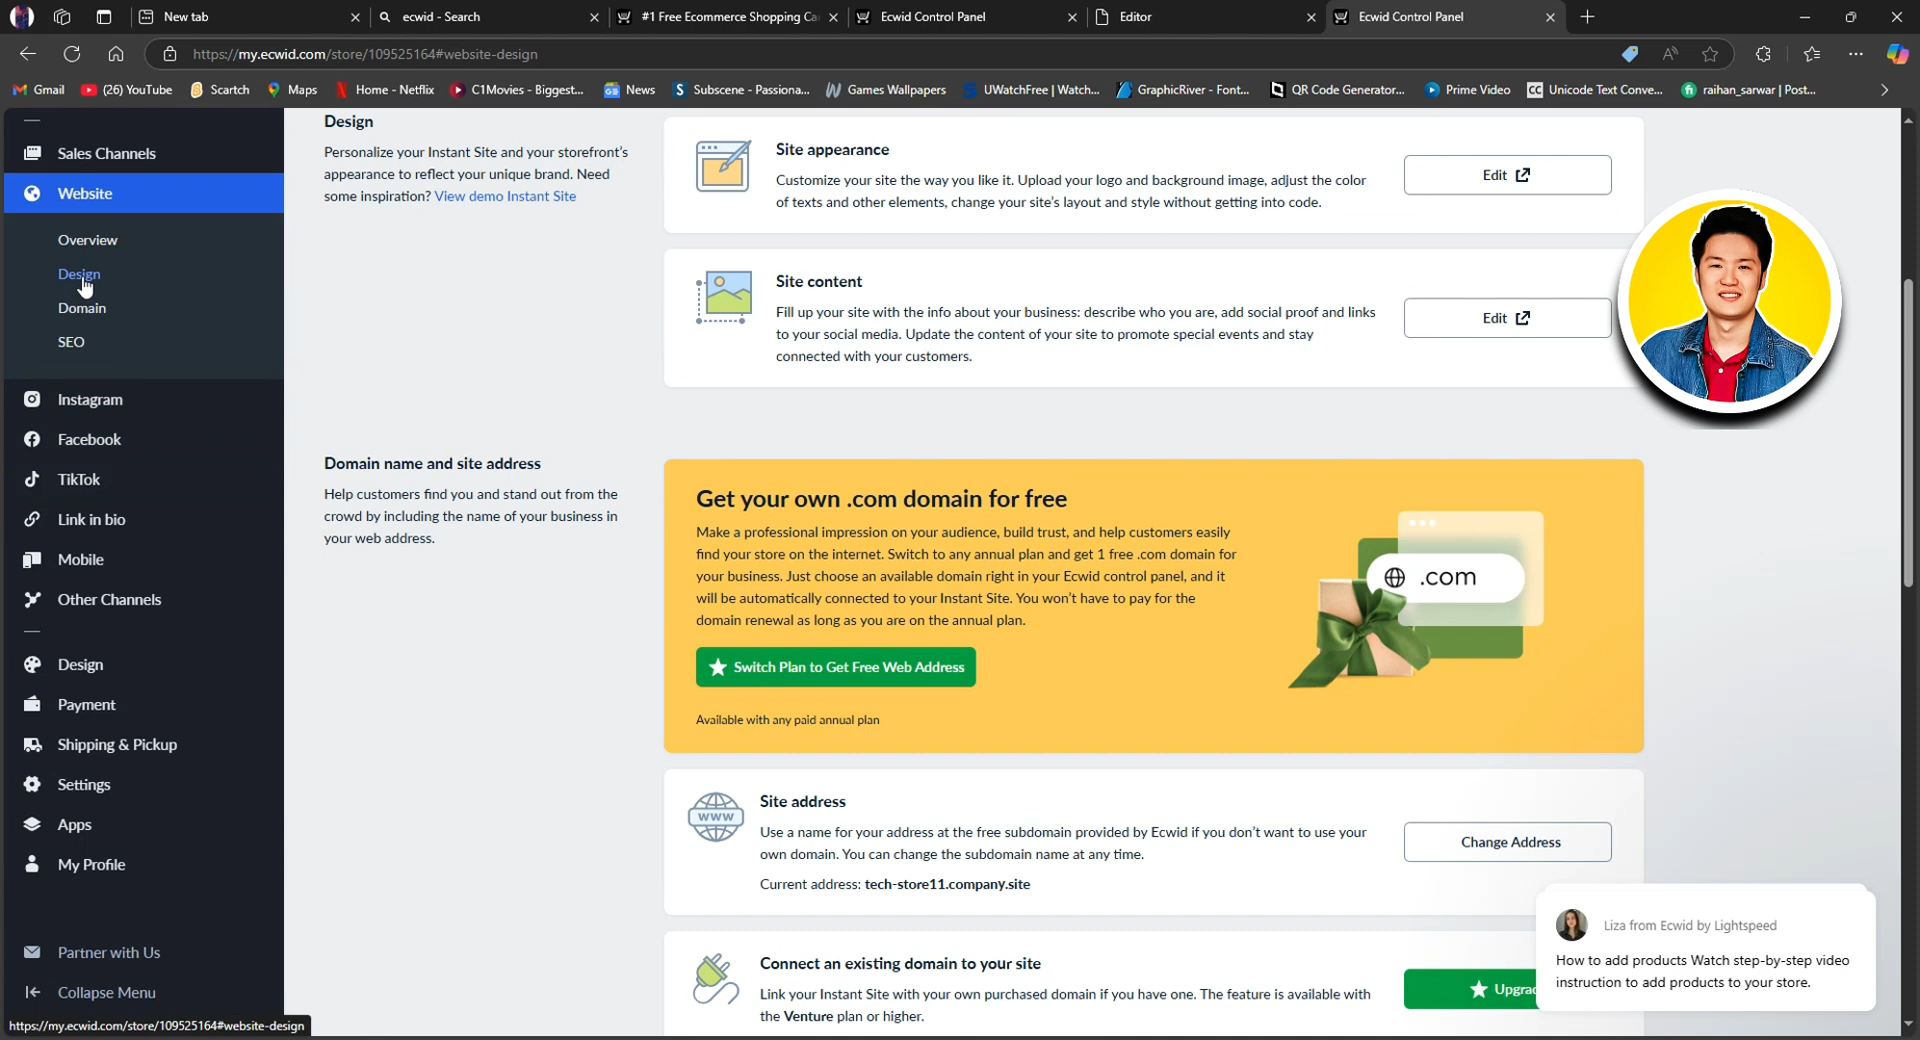 New tab
ecwid - Search
#1 Free Ecommerce Shopping Ca
Ecwid Control Panel
Editor
Ecwid Control Panel
https://my.ecwid.com/store/109525164#website-design
Gmail
(26) YouTube
Scartch
Maps
Home - Netflix
C1Movies - Biggest...
News
Subscene - Passiona...
Games Wallpapers
UWatchFree | Watch...
GraphicRiver - Font...
QR Code Generator...
Prime Video
Unicode Text Conve...
raihan_sarwar | Post...
Sales Channels
Website
Overview
Design
Domain
SEO
Instagram
Facebook
TikTok
Link in bio
Mobile
Other Channels
Design
Payment
Shipping & Pickup
Settings
Apps
My Profile
Partner with Us
Collapse Menu
https://my.ecwid.com/store/109525164#website-design
Design
Personalize your Instant Site and your storefront's
appearance to reflect your unique brand. Need
some inspiration? View demo Instant Site
Site appearance
Customize your site the way you like it. Upload your logo and background image, adjust the color
of texts and other elements, change your site's layout and style without getting into code.
Edit
Site content
Fill up your site with the info about your business: describe who you are, add social proof and links
to your social media. Update the content of your site to promote special events and stay
connected with your customers.
Edit
Domain name and site address
Help customers find you and stand out from the
crowd by including the name of your business in
your web address.
Get your own .com domain for free
Make a professional impression on your audience, build trust, and help customers easily
find your store on the internet. Switch to any annual plan and get 1 free .com domain for
your business. Just choose an available domain right in your Ecwid control panel, and it
will be automatically connected to your Instant Site. You won't have to pay for the
domain renewal as long as you are on the annual plan.
Switch Plan to Get Free Web Address
Available with any paid annual plan
.com
www
Site address
Use a name for your address at the free subdomain provided by Ecwid if you don't want to use your
own domain. You can change the subdomain name at any time.
Current address: tech-store11.company.site
Change Address
Connect an existing domain to your site
Link your Instant Site with your own purchased domain if you have one. The feature is available with
the Venture plan or higher.
Upgrad
Liza from Ecwid by Lightspeed
How to add products Watch step-by-step video
instruction to add products to your store.